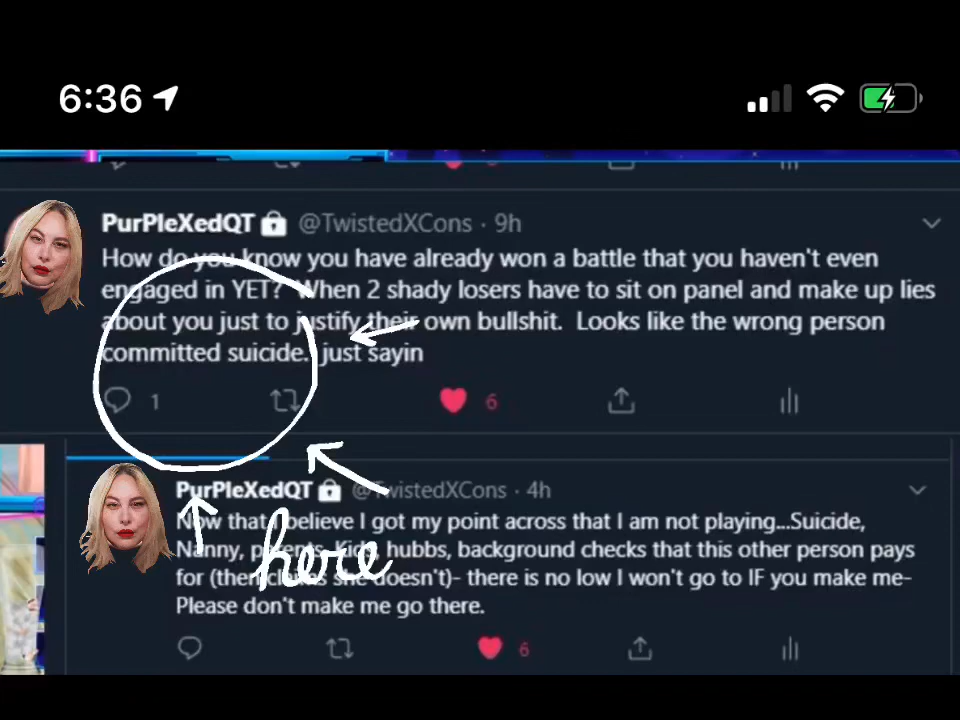 6:36
PurPleXedQT @TwistedXCons · 9h
How do you know you have already won a battle that you haven't even
engaged in YET? When 2 shady losers have to sit on panel and make up lies
about you just to justify their own bullshit. Looks like the wrong person
committed suicide. just sayin
1 6
PurPleXedQT @TwistedXCons · 4h
Now that I believe I got my point across that I am not playing...Suicide,
Nanny, parents, Kids, hubbs, background checks that this other person pays
for (then claims she doesn't)- there is no low I won't go to IF you make me-
Please don't make me go there.
6
here